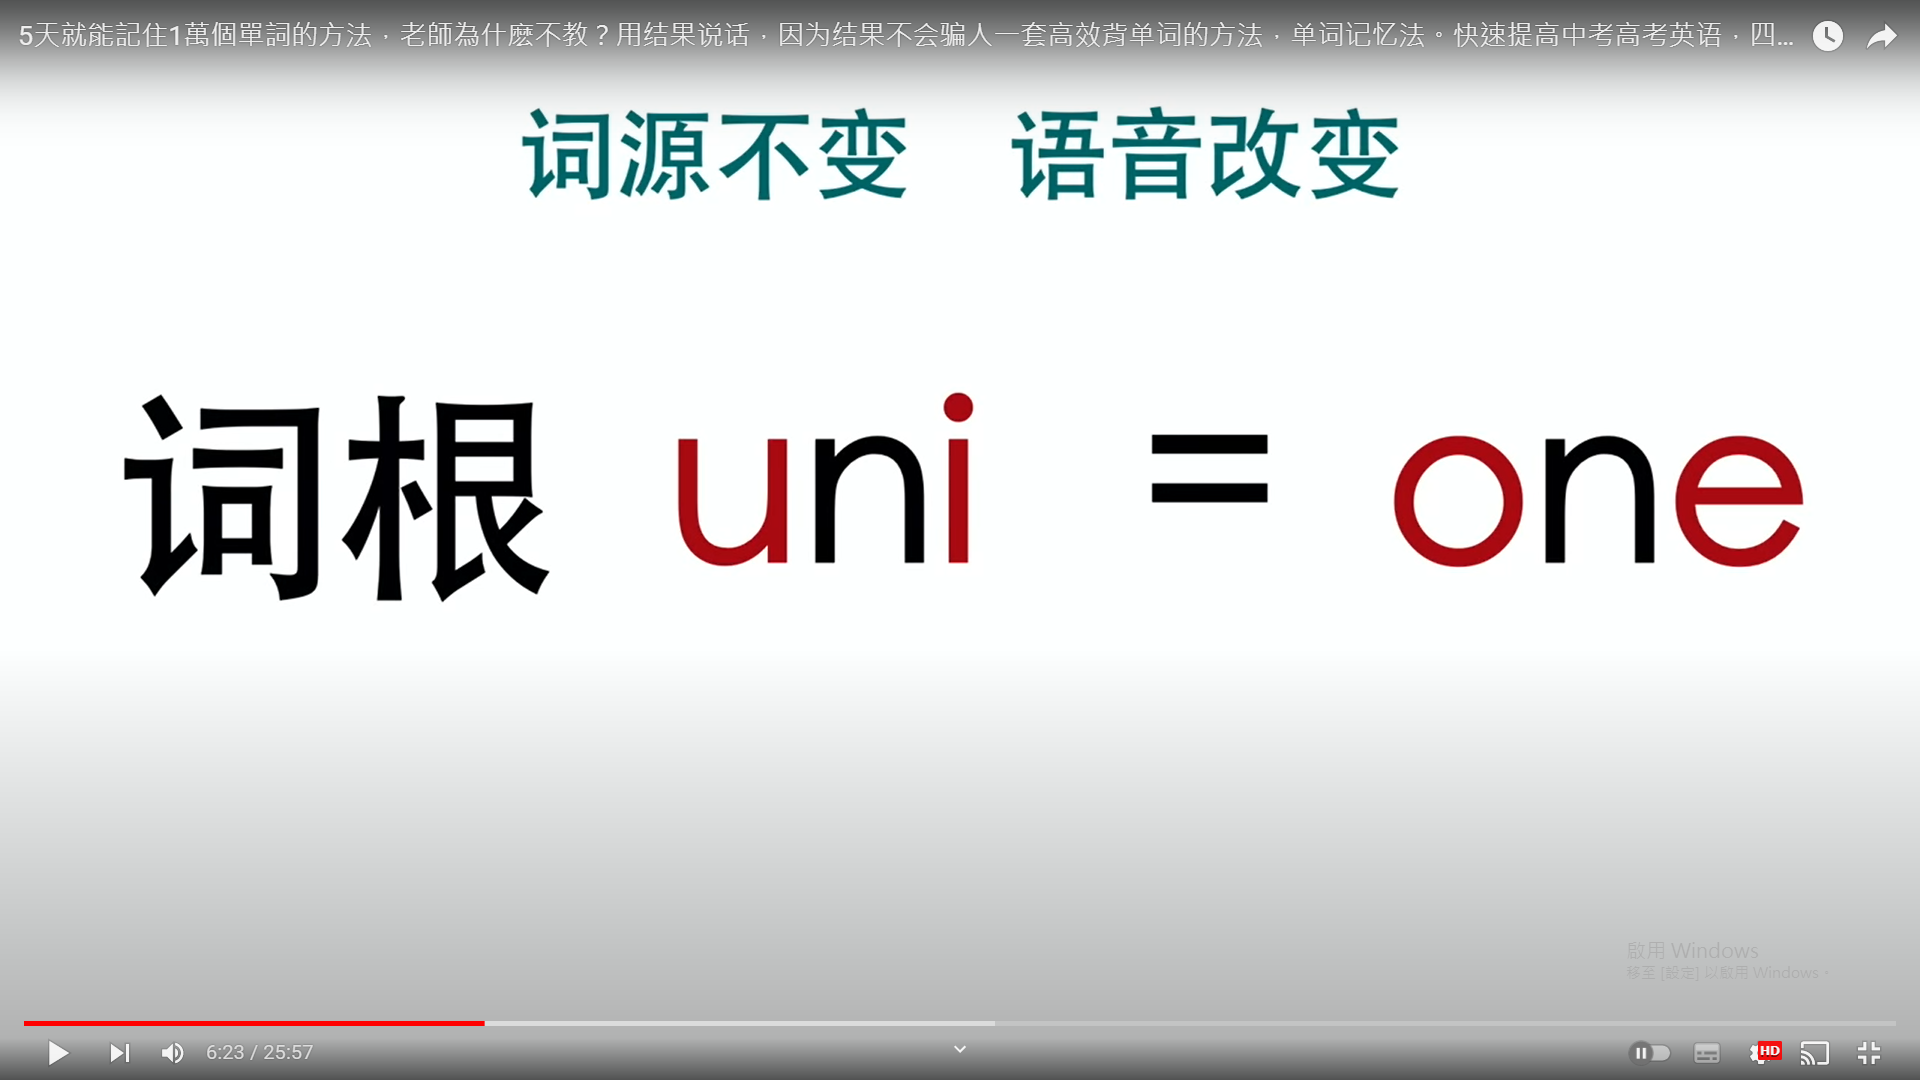 5天就能記住1萬個單詞的方法，老師為什麽不教？用结果说话，因为结果不会骗人一套高效背单词的方法，单词记忆法。快速提高中考高考英语，四...
词源不变 语音改变
词根 uni = one
啟用 Windows
移至 [設定] 以啟用 Windows。
6:23 / 25:57
HD